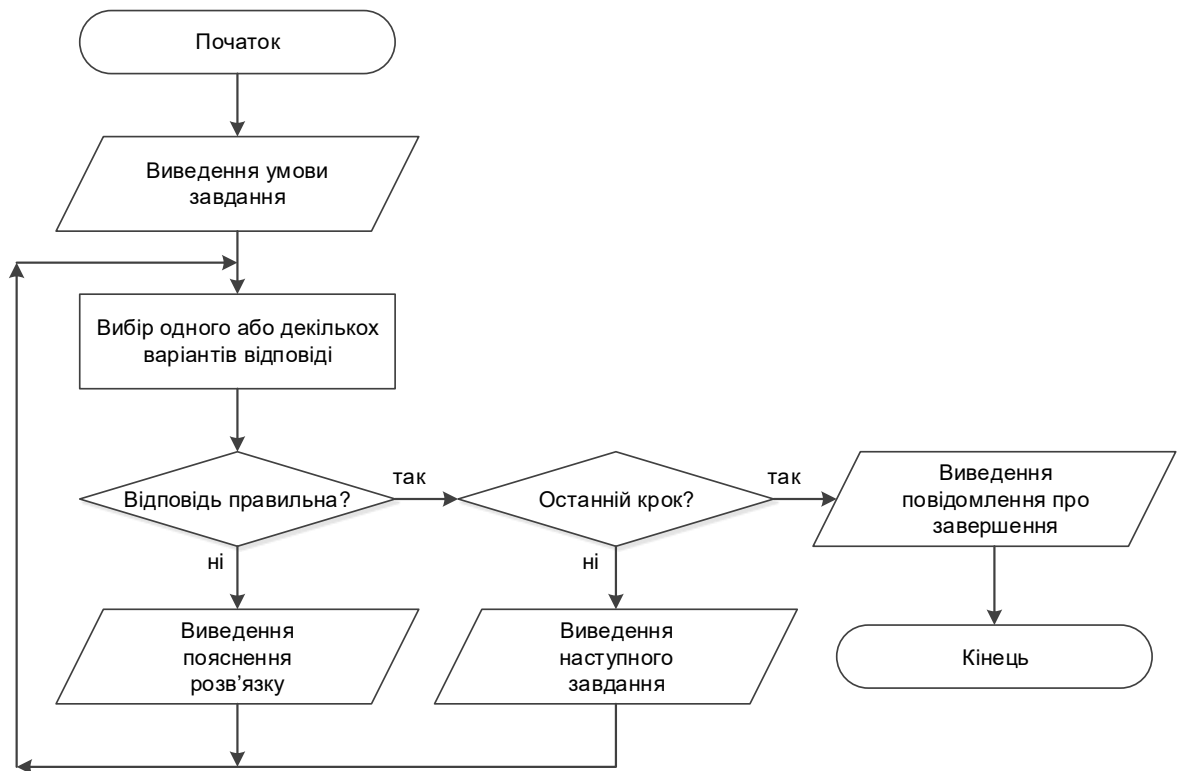 Початок
Виведення умови
завдання
Вибір одного або декількох
варіантів відповіді
Відповідь правильна?
так
Останній крок?
так
Виведення
повідомлення про
завершення
ні
ні
Виведення
пояснення
розв’язку
Виведення
наступного
завдання
Кінець